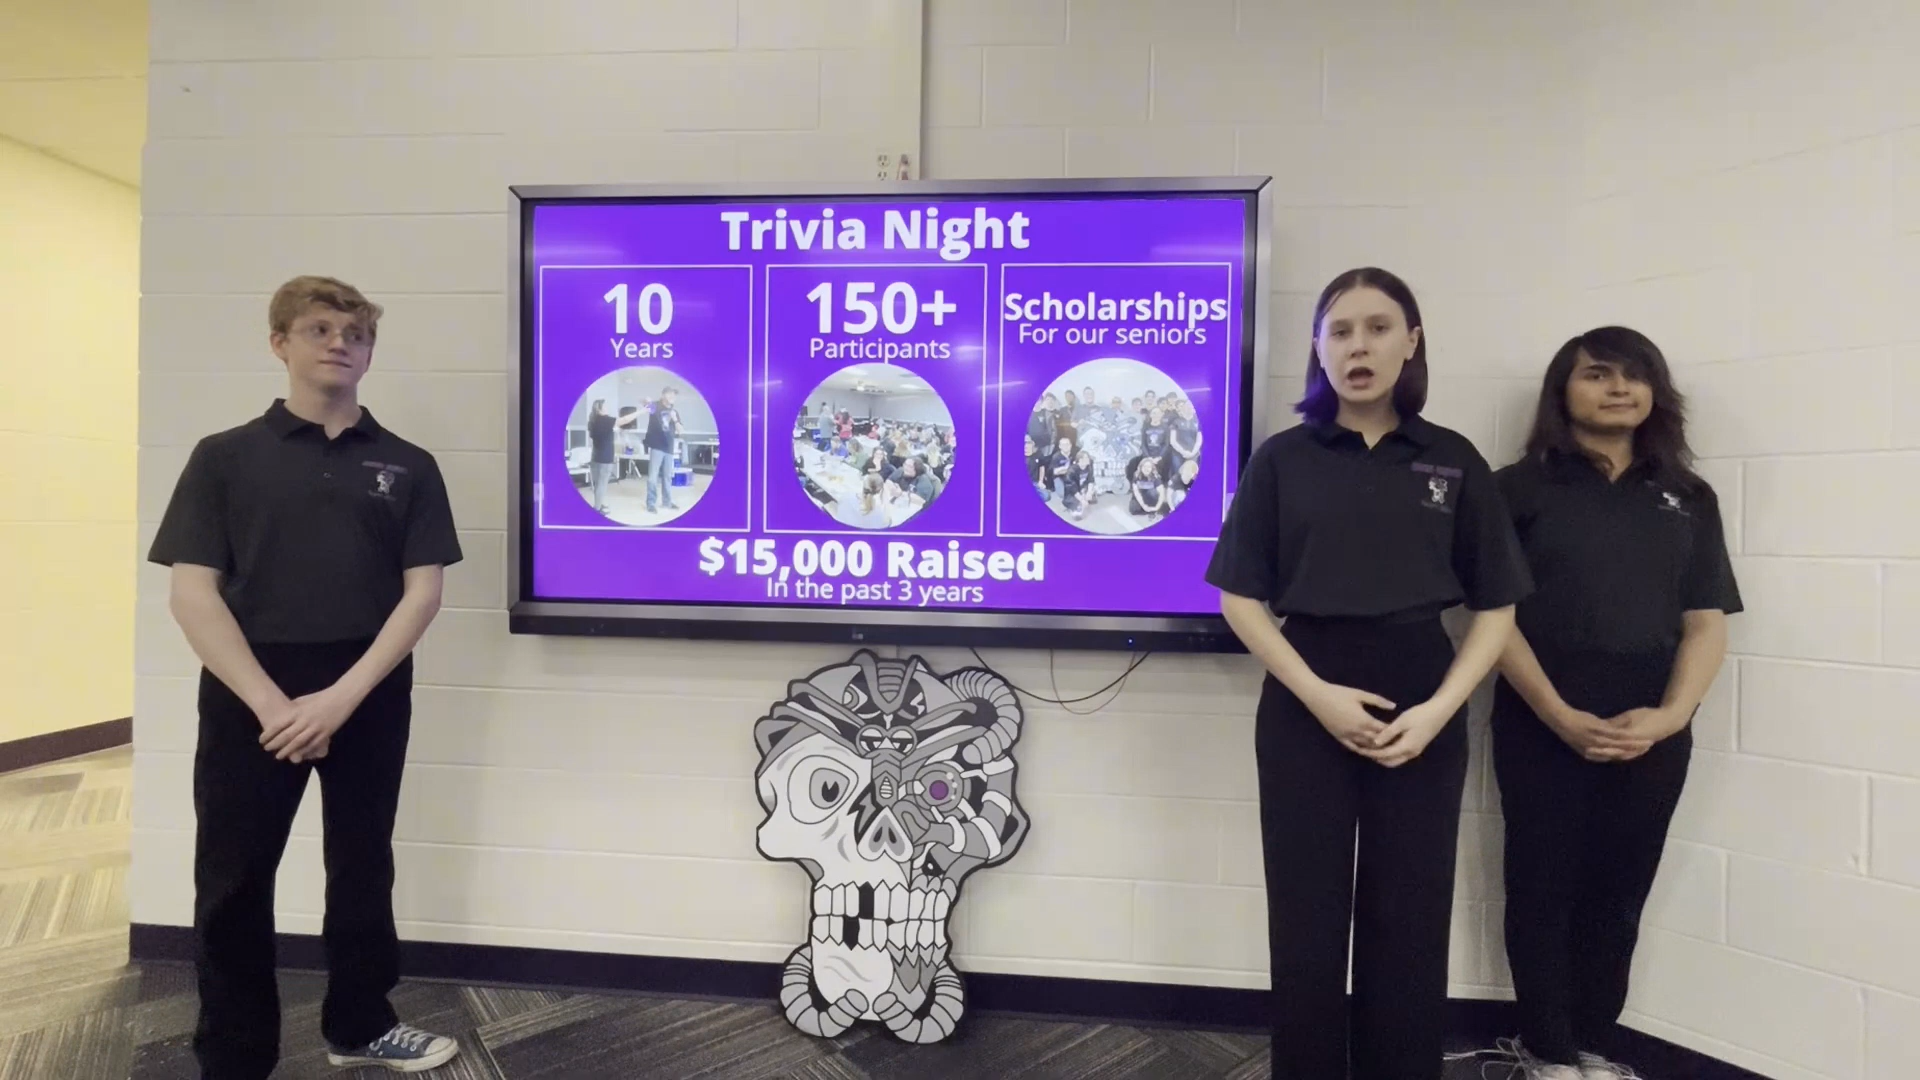 Trivia Night
10
Years
150+
Participants
Scholarships
For our seniors
$15,000 Raised
In the past 3 years